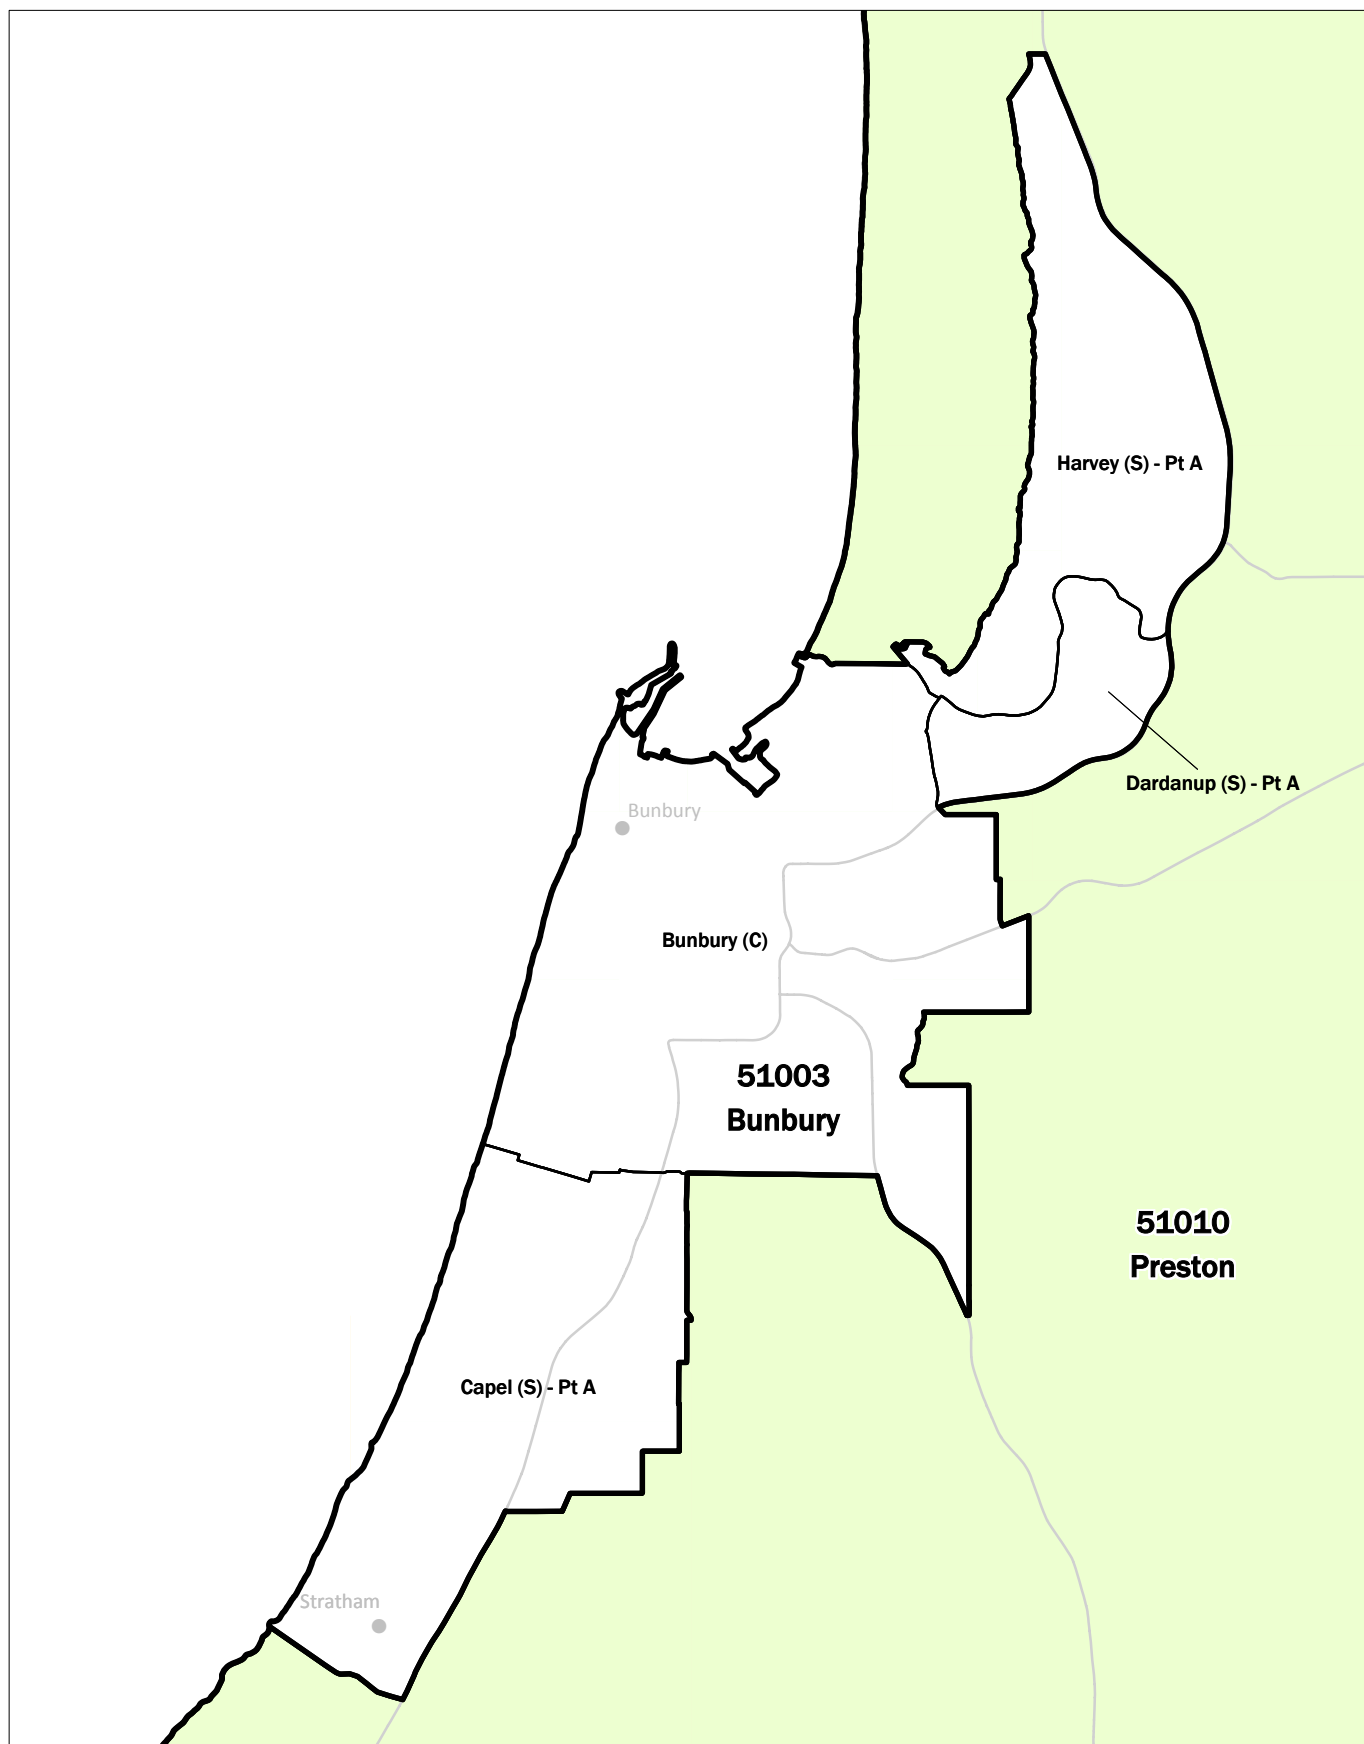 Harvey (S) - Pt A
Dardanup (S) - Pt A
Bunbury
Bunbury (C)
51003
Bunbury
51010
Preston
Capel (S) - Pt A
Stratham